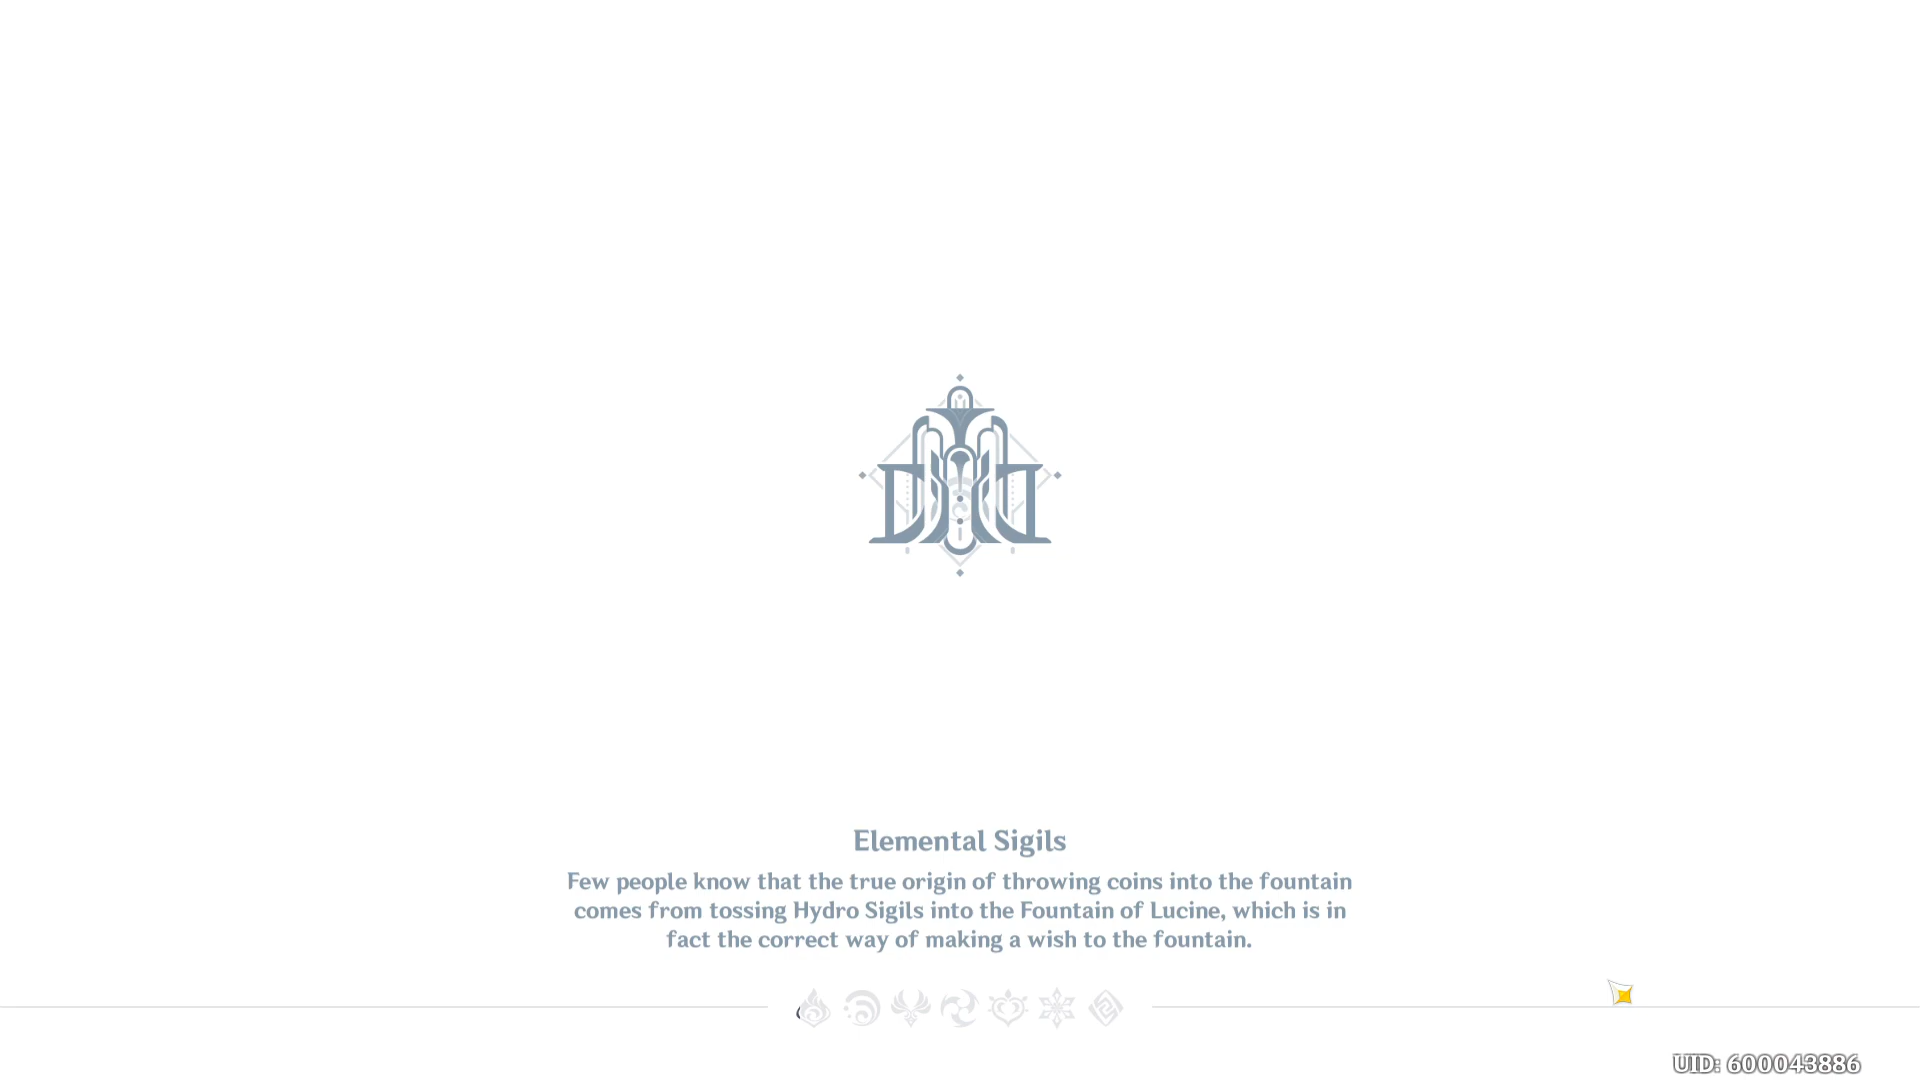 Elemental Sigils
Few people know that the true origin of throwing coins into the fountain
comes from tossing Hydro Sigils into the Fountain of Lucine, which is in
fact the correct way of making a wish to the fountain.
UID: 600043886